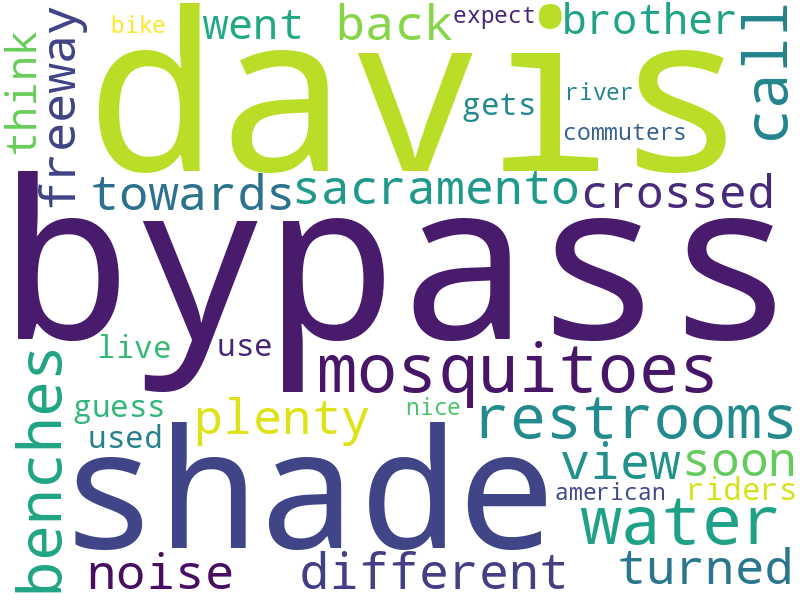 bike
went
back
expect
brother
davis
think
freeway
call
gets
river
commuters
towards
sacramento
crossed
bypass
live
use
mosquitoes
benches
guess
used
plenty
nice
restrooms
shade
view
soon
american
riders
water
noise
different
turned